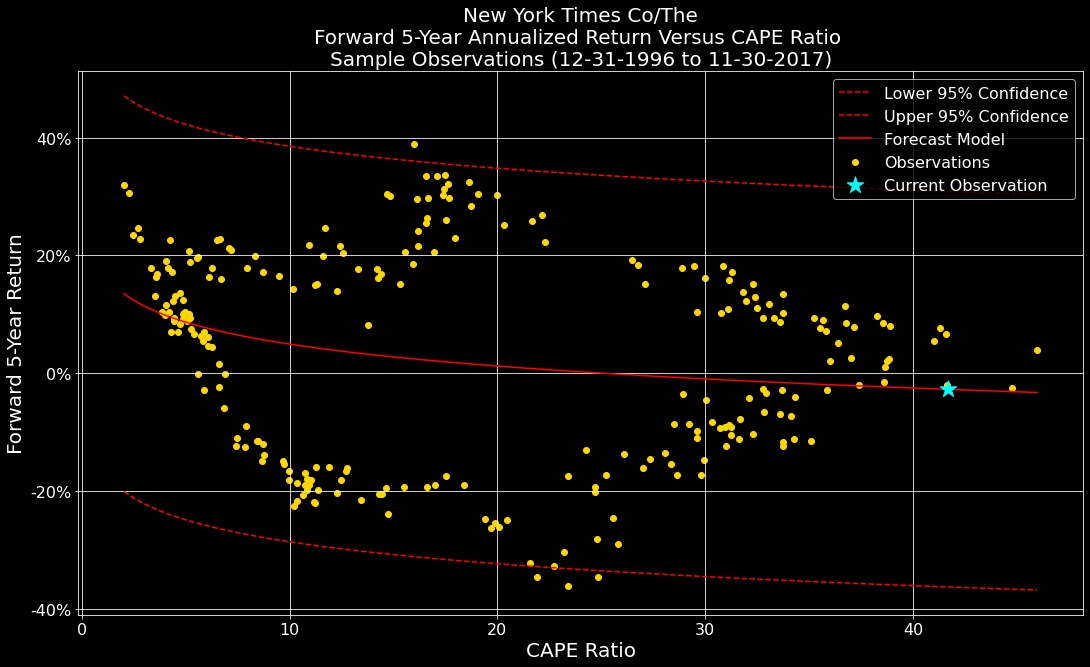 New York Times Co/The
Forward 5-Year Annualized Return Versus CAPE Ratio
Sample Observations (12-31-1996 to 11-30-2017)
Lower 95% Confidence
Upper 95% Confidence
Forecast Model
Observations
Current Observation
Forward 5-Year Return
40%
20%
0%
-20%
-40%
0 10 20 30 40
CAPE Ratio